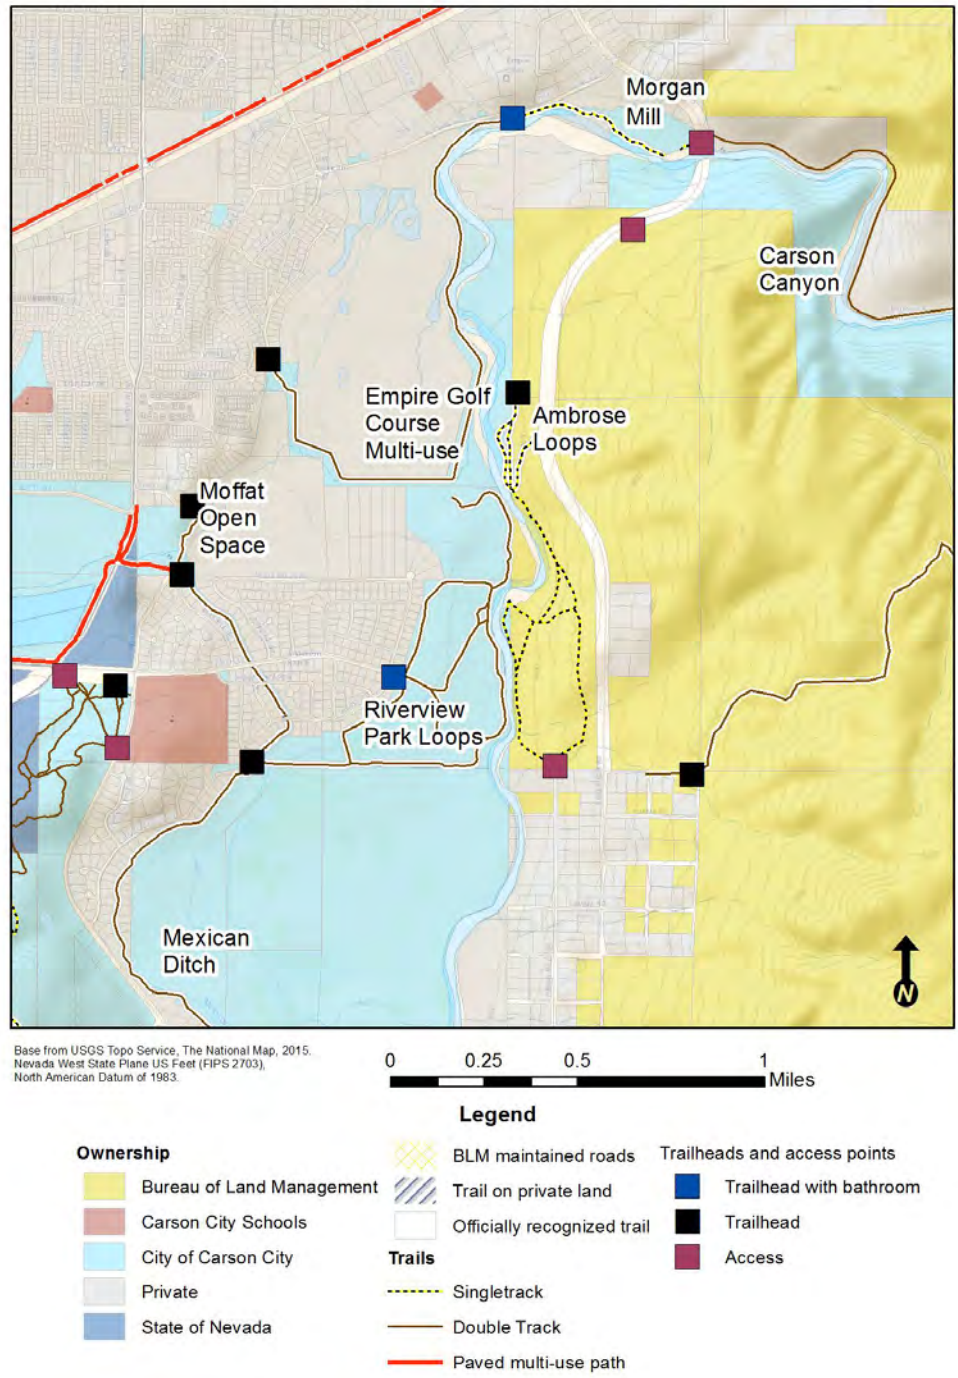 Morgan
Mill
Carson
Canyon
Empire Golf
Course
Multi-use
Ambrose
Loops
Moffat
Open
Space
Riverview
Park Loops
Mexican
Ditch
N
Base from USGS Topo Service, The National Map, 2015.
Nevada West State Plane US Feet (FIPS 2703),
North American Datum of 1983.
0 0.25 0.5 1
Miles
Legend
Ownership
Bureau of Land Management
Carson City Schools
City of Carson City
Private
State of Nevada
BLM maintained roads
Trail on private land
Officially recognized trail
Trails
Singletrack
Double Track
Paved multi-use path
Trailheads and access points
Trailhead with bathroom
Trailhead
Access